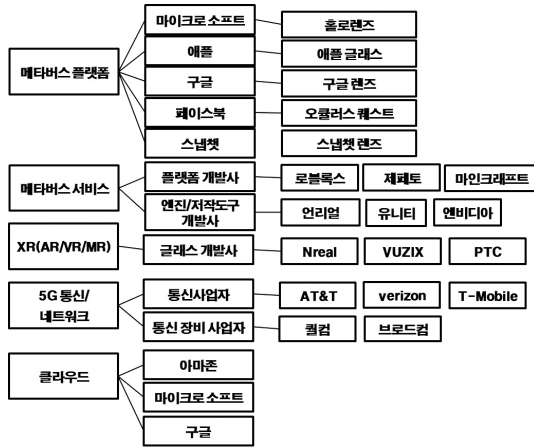 마이크로 소프트 홀로렌즈
애플 애플 글래스
메타버스 플랫폼 구글 구글 렌즈
페이스북 오큘러스 퀘스트
스냅챗 스냅챗 렌즈
메타버스 서비스 플랫폼 개발사 로블록스 제페토 마인크래프트
엔진/저작도구
개발사 언리얼 유니티 엔비디아
XR(AR/VR/MR) 글래스 개발사 Nreal VUZIX PTC
5G 통신/
네트워크
통신사업자 AT&T verizon T-Mobile
통신 장비 사업자 퀄컴 브로드컴
클라우드 아마존
마이크로 소프트
구글